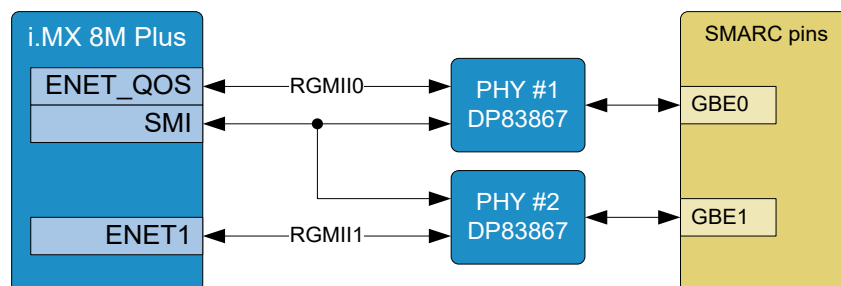 i.MX 8M Plus
SMARC pins
ENET_QOS
RGMII0
PHY #1
DP83867
GBE0
SMI
PHY #2
DP83867
GBE1
ENET1
RGMII1